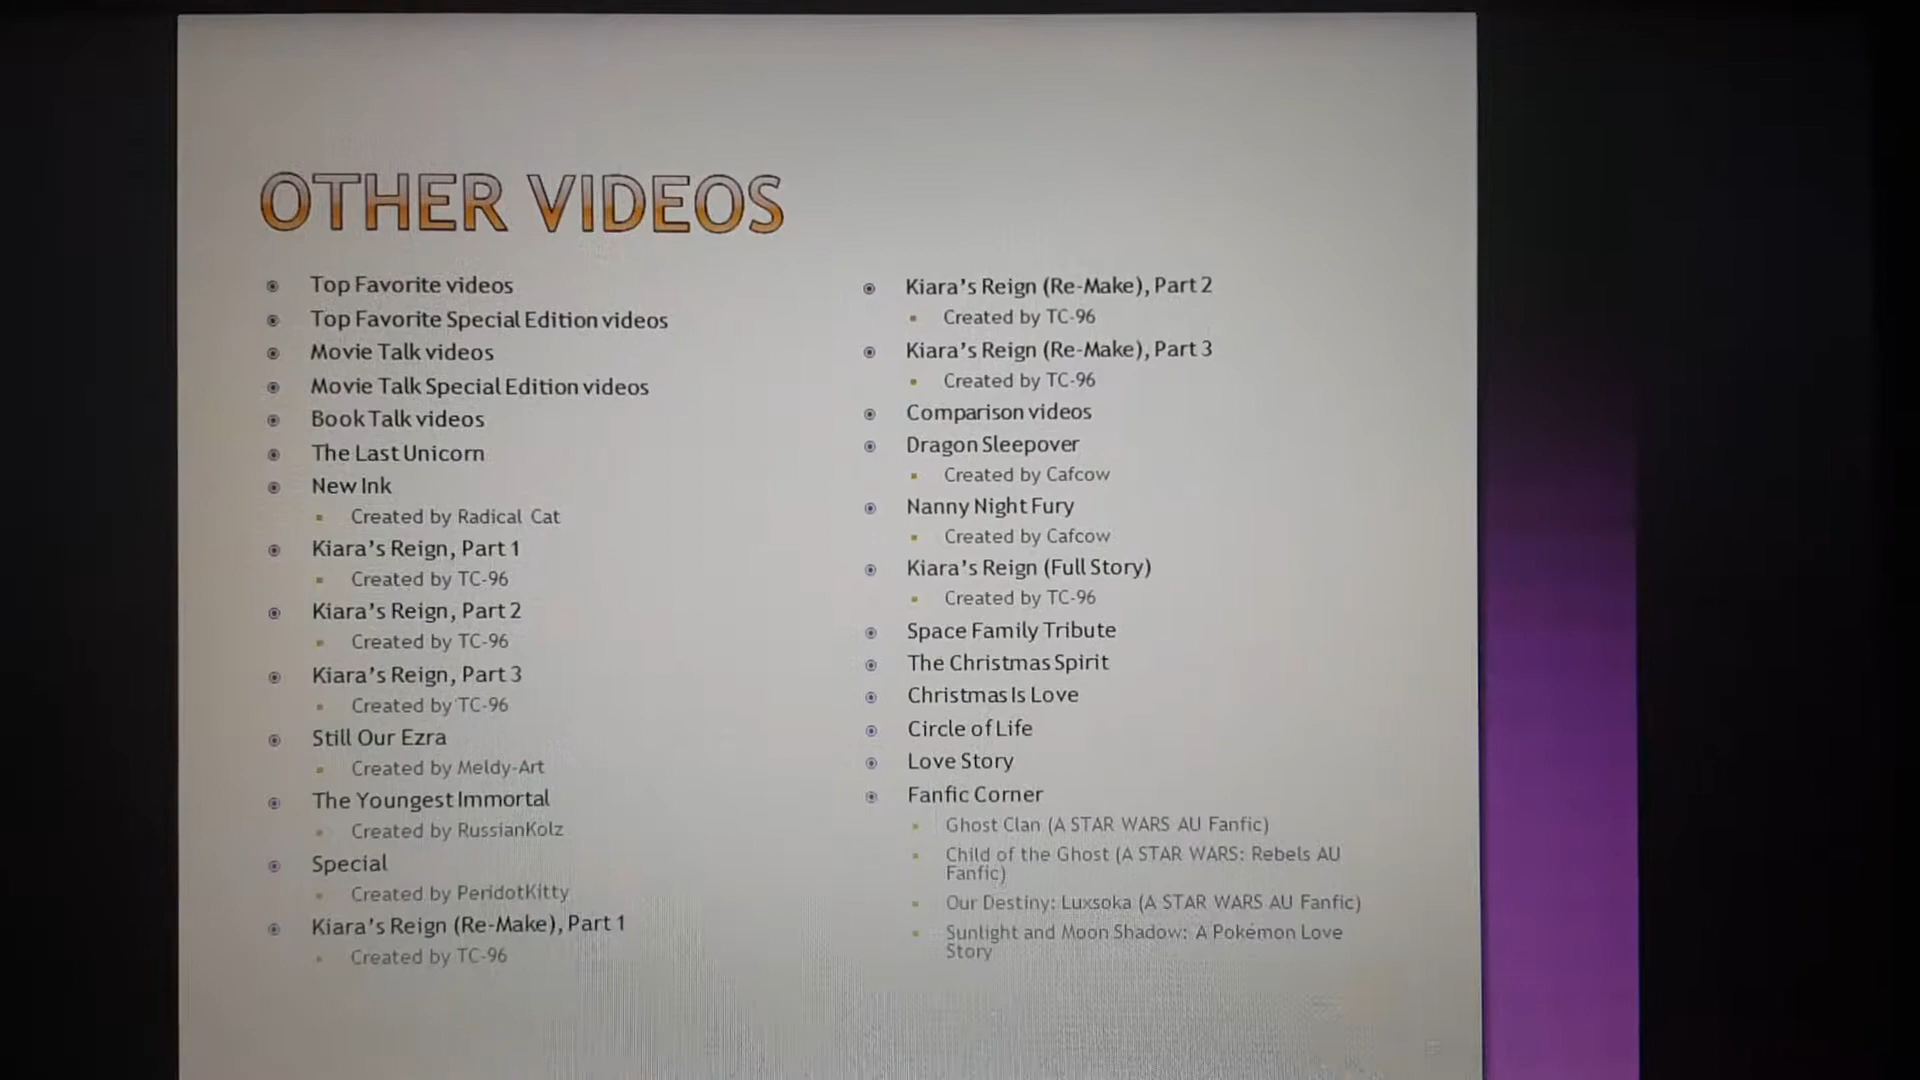 OTHER VIDEOS
Top Favorite videos
Top Favorite Special Edition videos
Movie Talk videos
Movie Talk Special Edition videos
Book Talk videos
The Last Unicorn
New Ink
Created by Radical Cat
Kiara's Reign, Part 1
Created by TC-96
Kiara's Reign, Part 2
Created by TC-96
Kiara's Reign, Part 3
Created by TC-96
Still Our Ezra
Created by Meldy-Art
The Youngest Immortal
Created by RussianKolz
Special
Created by PeridotKitty
Kiara's Reign (Re-Make), Part 1
Created by TC-96
Kiara's Reign (Re-Make), Part 2
Created by TC-96
Kiara's Reign (Re-Make), Part 3
Created by TC-96
Comparison videos
Dragon Sleepover
Created by Cafcow
Nanny Night Fury
Created by Cafcow
Kiara's Reign (Full Story)
Created by TC-96
Space Family Tribute
The Christmas Spirit
Christmas Is Love
Circle of Life
Love Story
Fanfic Corner
Ghost Clan (A STAR WARS AU Fanfic)
Child of the Ghost (A STAR WARS: Rebels AU
Fanfic)
Our Destiny: Luxsoka (A STAR WARS AU Fanfic)
Sunlight and Moon Shadow: A Pokémon Love
Story